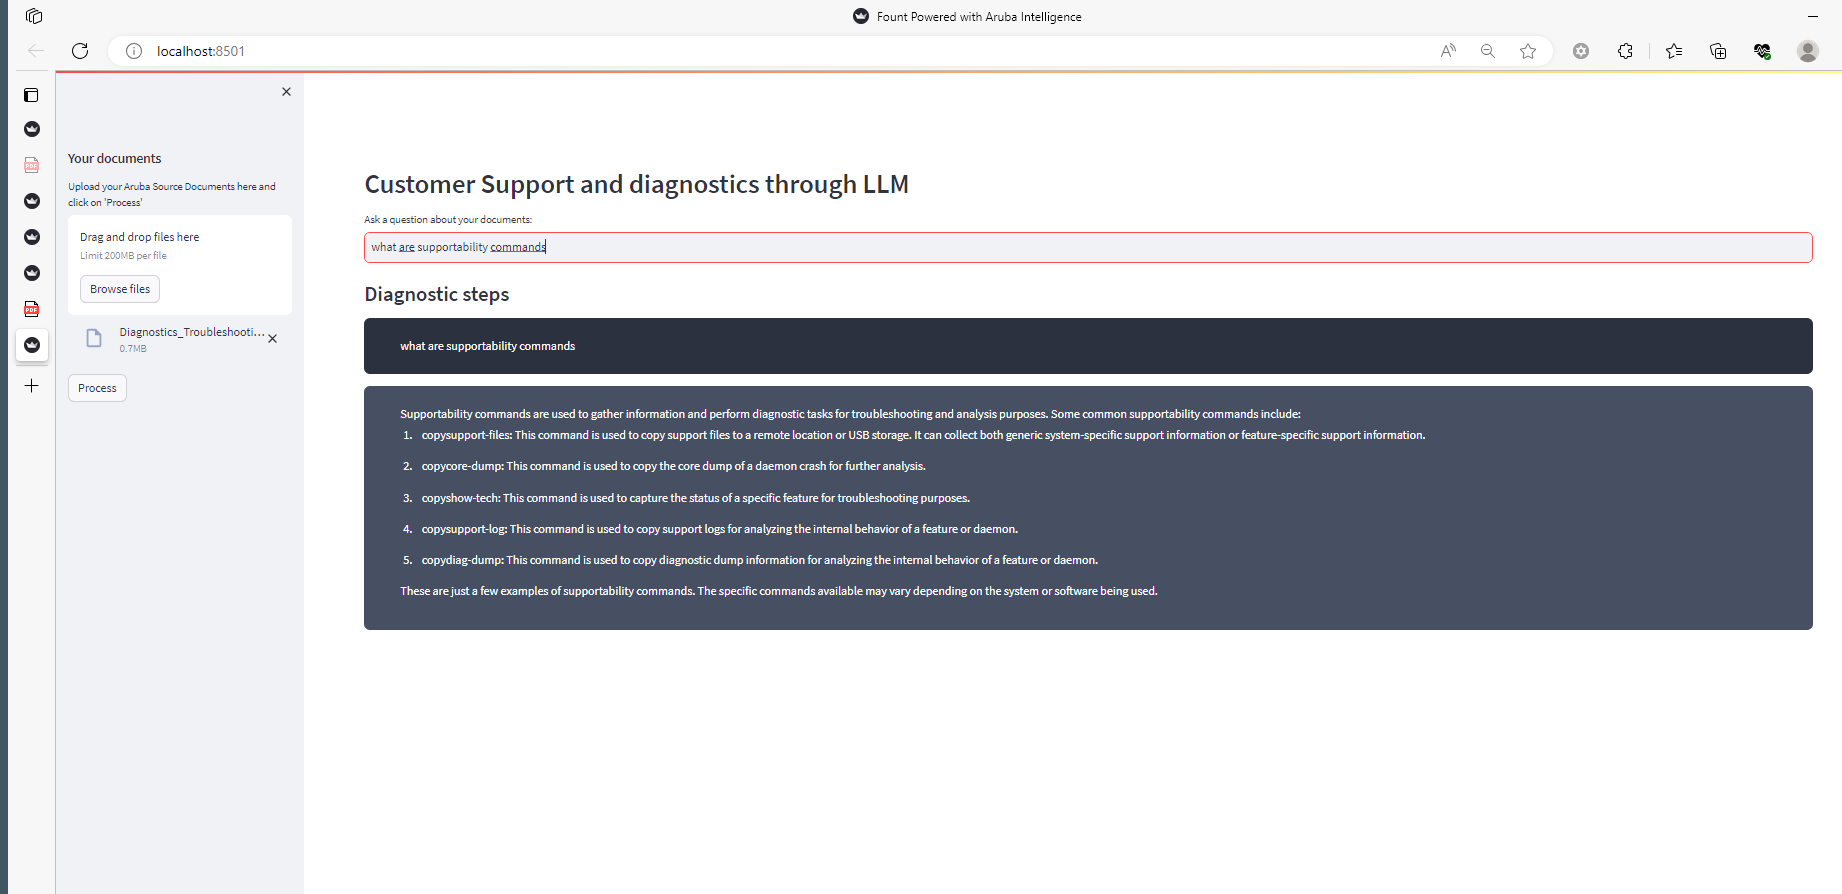 Fount Powered with Aruba Intelligence
localhost:8501
Your documents
Upload your Aruba Source Documents here and
click on 'Process'
Drag and drop files here
Limit 200MB per file
Browse files
Diagnostics_Troubleshooti...
0.7MB
Process
Customer Support and diagnostics through LLM
Ask a question about your documents:
what are supportability commands
Diagnostic steps
what are supportability commands
Supportability commands are used to gather information and perform diagnostic tasks for troubleshooting and analysis purposes. Some common supportability commands include:
1. copysupport-files: This command is used to copy support files to a remote location or USB storage. It can collect both generic system-specific support information or feature-specific support information.
2. copycore-dump: This command is used to copy the core dump of a daemon crash for further analysis.
3. copyshow-tech: This command is used to capture the status of a specific feature for troubleshooting purposes.
4. copysupport-log: This command is used to copy support logs for analyzing the internal behavior of a feature or daemon.
5. copydiag-dump: This command is used to copy diagnostic dump information for analyzing the internal behavior of a feature or daemon.
These are just a few examples of supportability commands. The specific commands available may vary depending on the system or software being used.